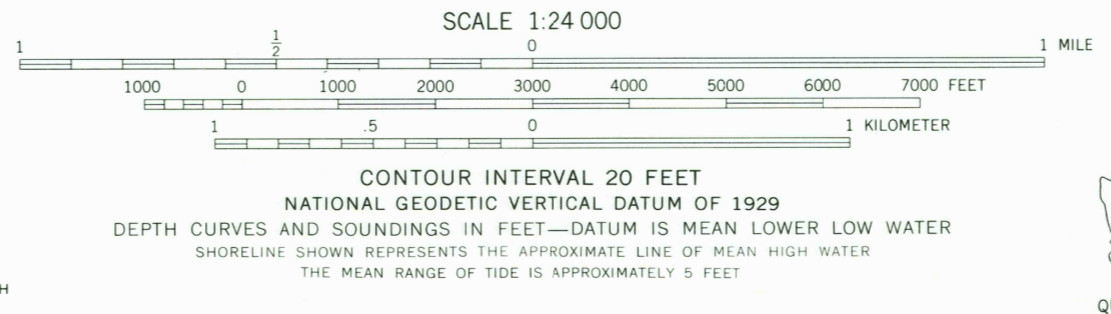 SCALE 1:24 000
1 1/2 0 1 MILE
1000 0 1000 2000 3000 4000 5000 6000 7000 FEET
1 .5 0 1 KILOMETER
CONTOUR INTERVAL 20 FEET
NATIONAL GEODETIC VERTICAL DATUM OF 1929
DEPTH CURVES AND SOUNDINGS IN FEET—DATUM IS MEAN LOWER LOW WATER
SHORELINE SHOWN REPRESENTS THE APPROXIMATE LINE OF MEAN HIGH WATER
THE MEAN RANGE OF TIDE IS APPROXIMATELY 5 FEET